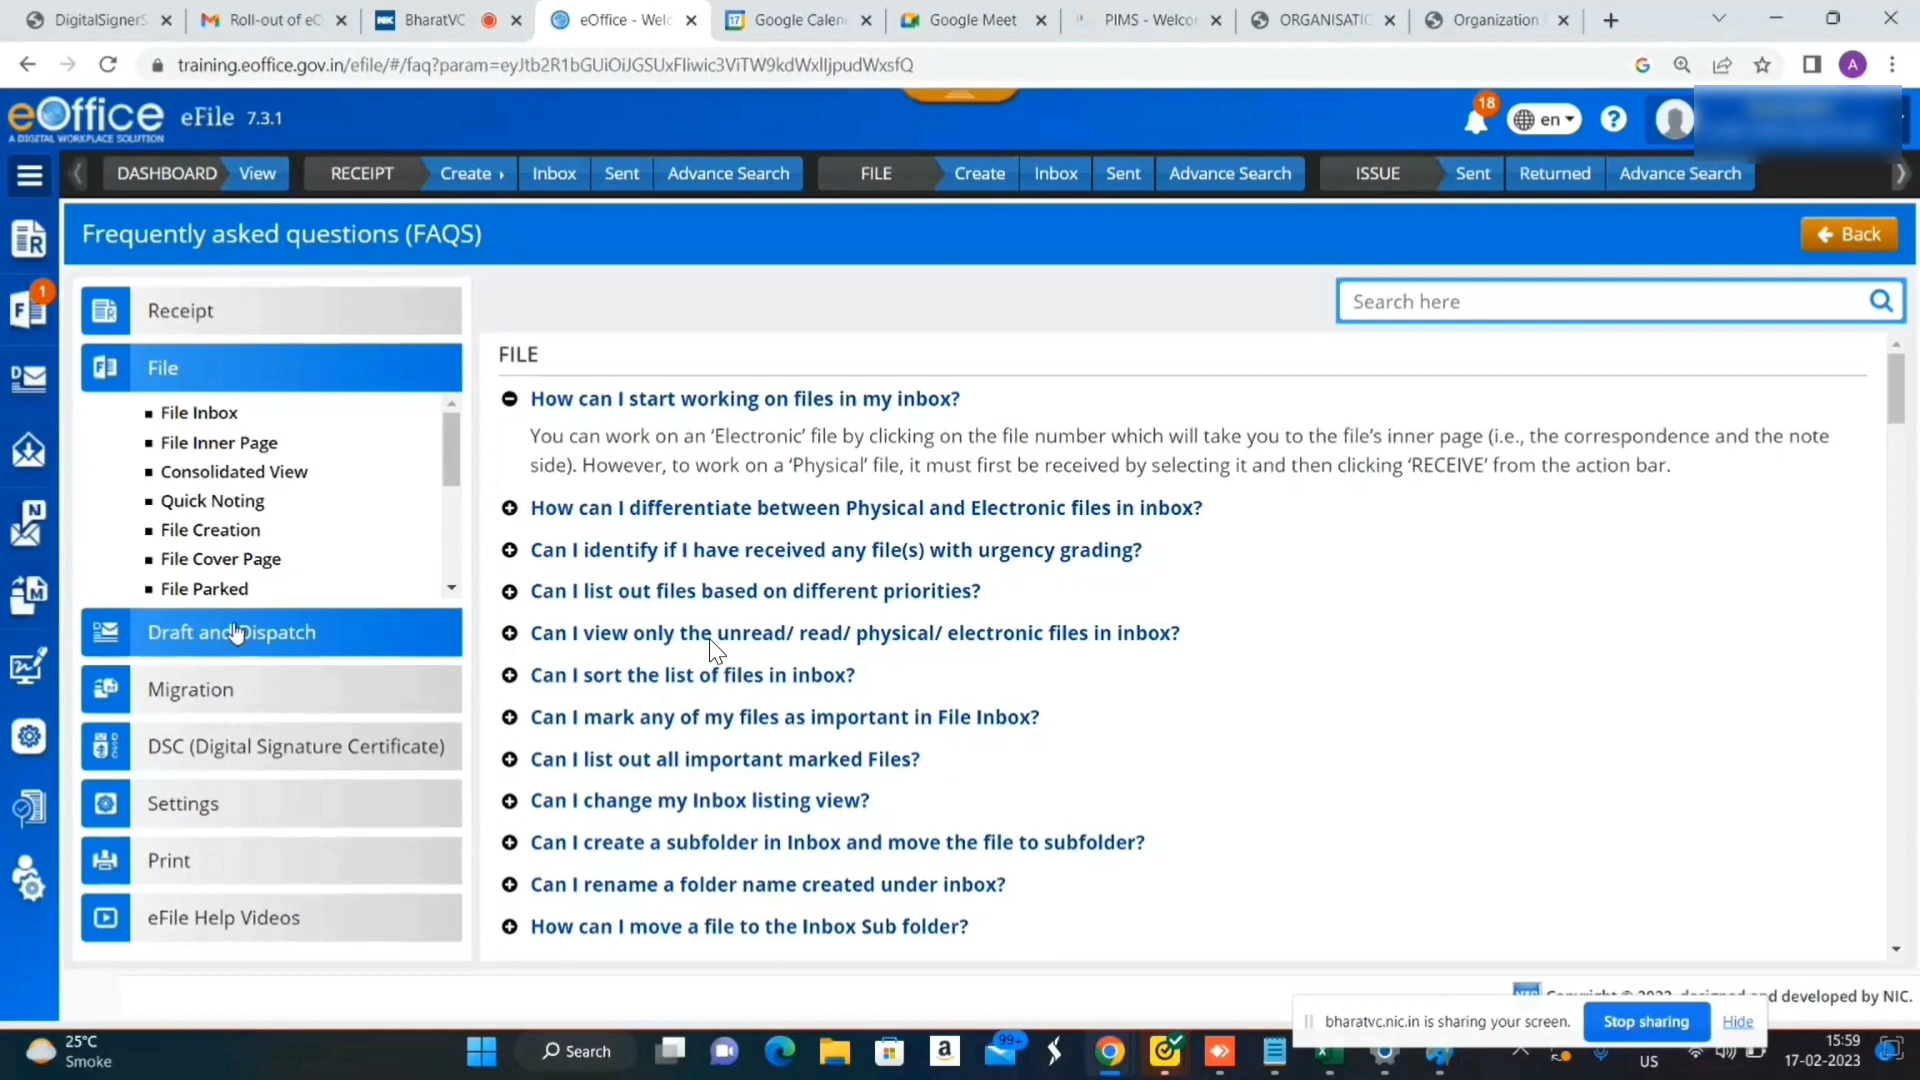 DigitalSignerS
Roll-out of eO
BharatVC
eOffice - Welc
Google Calen
Google Meet
PIMS - Welco
ORGANISATIO
Organization
training.eoffice.gov.in/efile/#/faq?param=
A
eOffice
A DIGITAL WORKPLACE SOLUTION
eFile 7.3.1
18
en
?
DASHBOARD View RECEIPT Create Inbox Sent Advance Search FILE Create Inbox Sent Advance Search ISSUE Sent Returned Advance Search
Frequently asked questions (FAQS)
Back
Search here
1
Receipt
File
File Inbox
File Inner Page
Consolidated View
Quick Noting
File Creation
File Cover Page
File Parked
Draft and Dispatch
Migration
DSC (Digital Signature Certificate)
Settings
Print
eFile Help Videos
FILE
How can I start working on files in my inbox?
You can work on an ‘Electronic’ file by clicking on the file number which will take you to the file’s inner page (i.e., the correspondence and the note
side). However, to work on a ‘Physical’ file, it must first be received by selecting it and then clicking ‘RECEIVE’ from the action bar.
How can I differentiate between Physical and Electronic files in inbox?
Can I identify if I have received any file(s) with urgency grading?
Can I list out files based on different priorities?
Can I view only the unread/ read/ physical/ electronic files in inbox?
Can I sort the list of files in inbox?
Can I mark any of my files as important in File Inbox?
Can I list out all important marked Files?
Can I change my Inbox listing view?
Can I create a subfolder in Inbox and move the file to subfolder?
Can I rename a folder name created under inbox?
How can I move a file to the Inbox Sub folder?
developed by NIC.
bharatvc.nic.in is sharing your screen.
Stop sharing
Hide
25°C
Smoke
Search
99+
US
15:59
17-02-2023